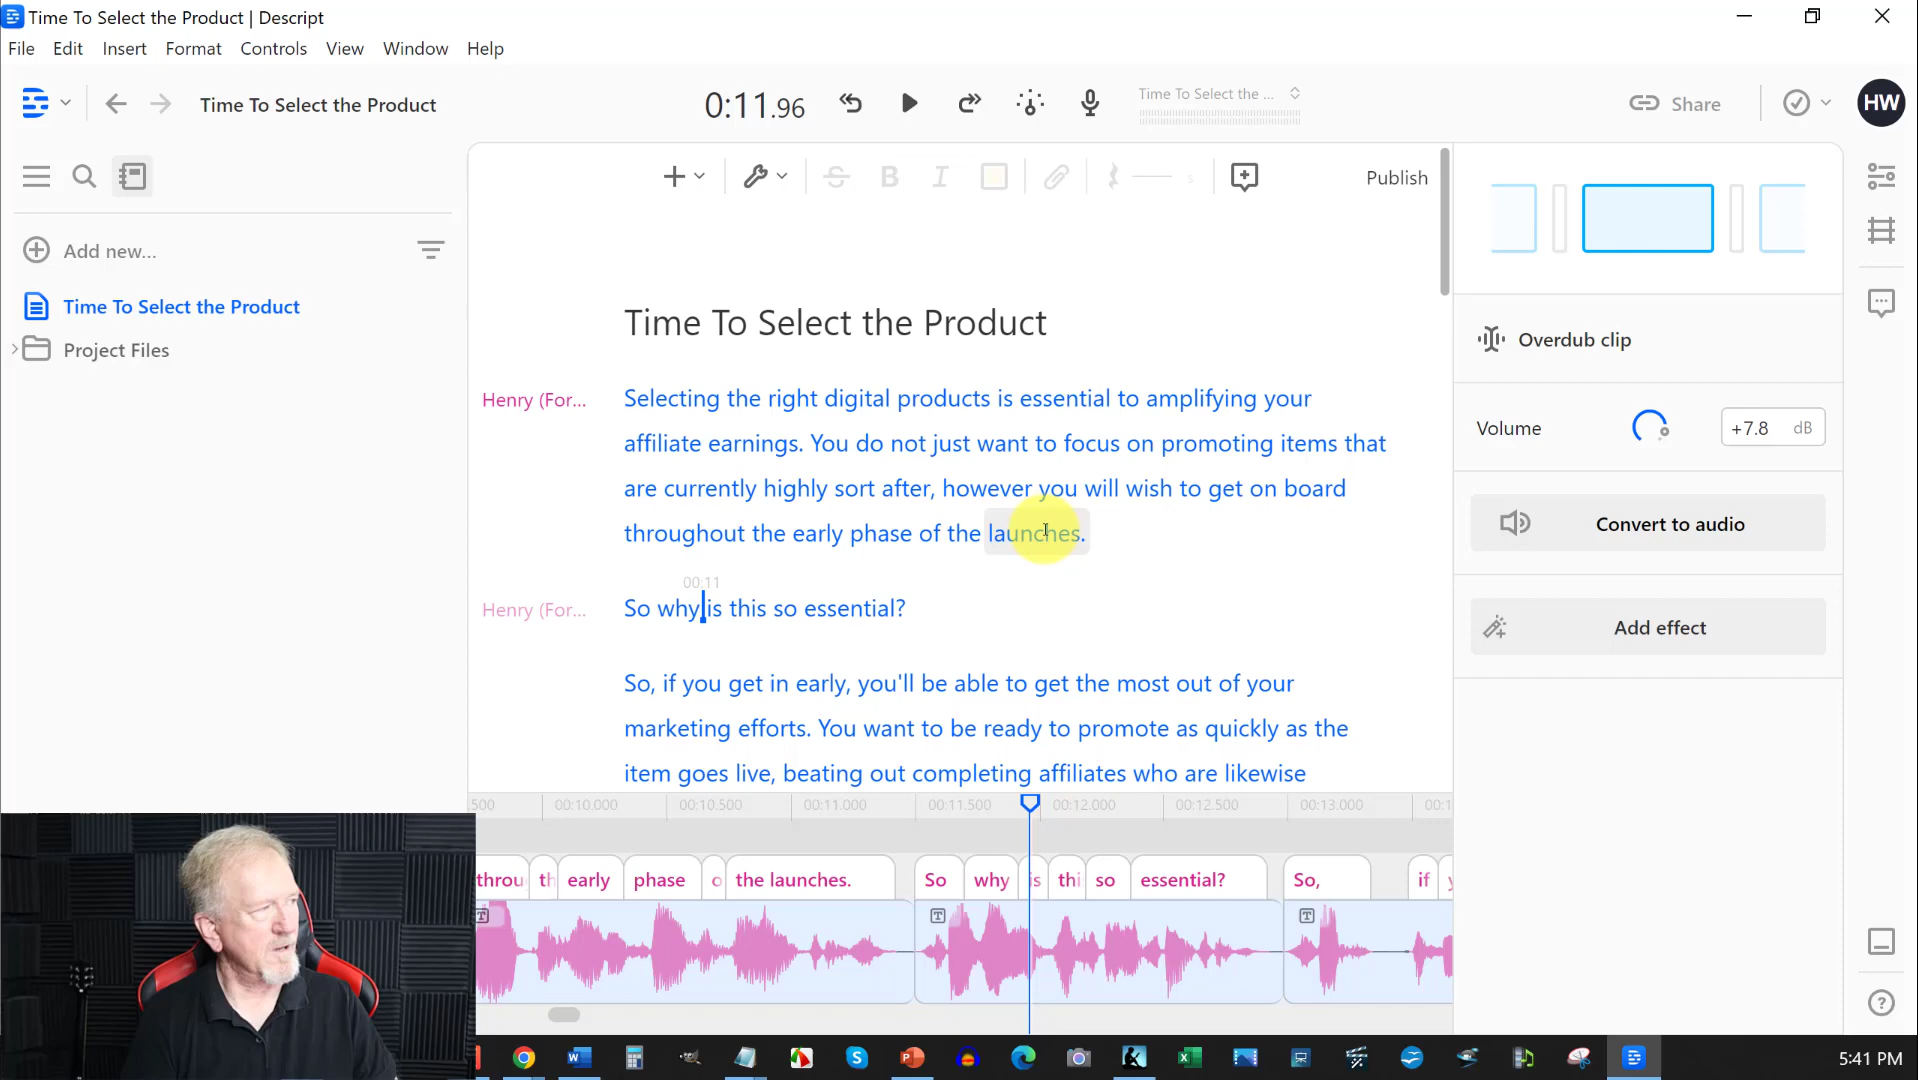 Time To Select the Product | Descript
File Edit Insert Format Controls View Window Help
Time To Select the Product
0:11.96
Time To Select the ...
Share
HW
B I
s
Publish
Add new...
Time To Select the Product
Project Files
Time To Select the Product
Henry (For...
Selecting the right digital products is essential to amplifying your
affiliate earnings. You do not just want to focus on promoting items that
are currently highly sort after, however you will wish to get on board
throughout the early phase of the launches.
00:11
Henry (For...
So why is this so essential?
So, if you get in early, you'll be able to get the most out of your
marketing efforts. You want to be ready to promote as quickly as the
item goes live, beating out completing affiliates who are likewise
Overdub clip
Volume +7.8 dB
Convert to audio
Add effect
.500 00:10.000 00:10.500 00:11.000 00:11.500 00:12.000 00:12.500 00:13.000 00:1
throu th early phase o the launches. So why is thi so essential? So, if y
T T T
5:41 PM